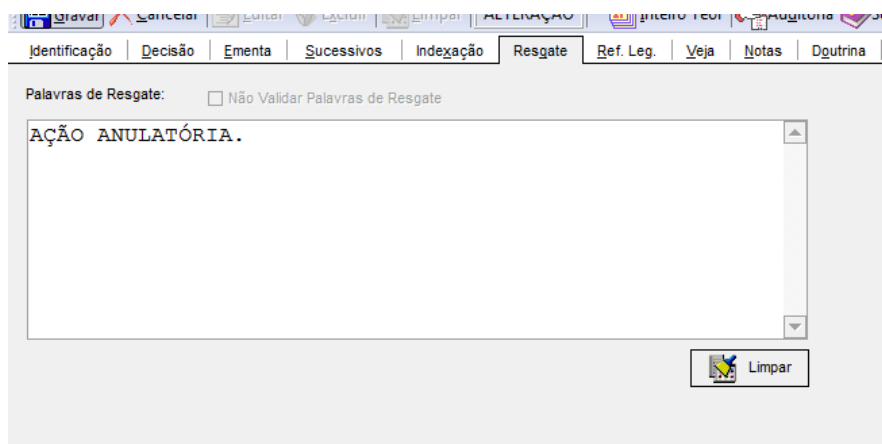 Gravar Cancelar Editar Excluir Limpar ALTERAÇÃO Inteiro Teor Auditoria
Identificação Decisão Ementa Sucessivos Indexação Resgate Ref. Leg. Veja Notas Doutrina
Palavras de Resgate: Não Validar Palavras de Resgate
AÇÃO ANULATÓRIA.
Limpar